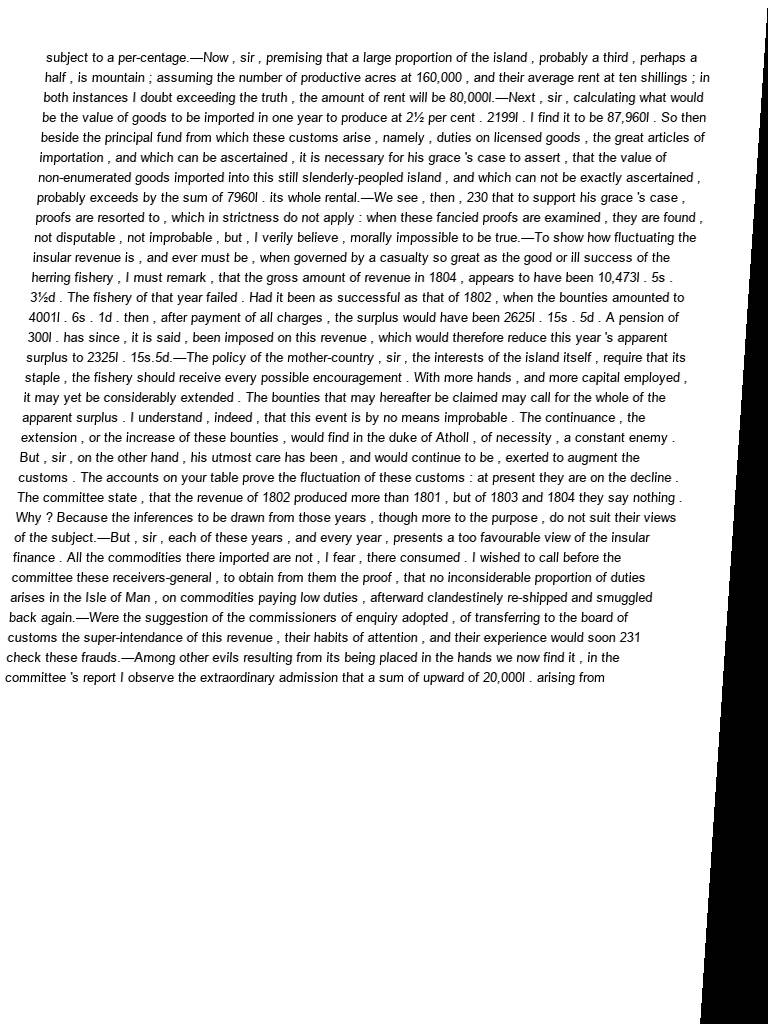 subject to a per-centage.—Now , sir , premising that a large proportion of the island , probably a third , perhaps a
half , is mountain ; assuming the number of productive acres at 160,000 , and their average rent at ten shillings ; in
both instances I doubt exceeding the truth , the amount of rent will be 80,000l.—Next , sir , calculating what would
be the value of goods to be imported in one year to produce at 2½ per cent . 2199l . I find it to be 87,960l . So then
beside the principal fund from which these customs arise , namely , duties on licensed goods , the great articles of
importation , and which can be ascertained , it is necessary for his grace 's case to assert , that the value of
non-enumerated goods imported into this still slenderly-peopled island , and which can not be exactly ascertained ,
probably exceeds by the sum of 7960l . its whole rental.—We see , then , 230 that to support his grace 's case ,
proofs are resorted to , which in strictness do not apply : when these fancied proofs are examined , they are found ,
not disputable , not improbable , but , I verily believe , morally impossible to be true.—To show how fluctuating the
insular revenue is , and ever must be , when governed by a casualty so great as the good or ill success of the
herring fishery , I must remark , that the gross amount of revenue in 1804 , appears to have been 10,473l . 5s .
3½d . The fishery of that year failed . Had it been as successful as that of 1802 , when the bounties amounted to
4001l . 6s . 1d . then , after payment of all charges , the surplus would have been 2625l . 15s . 5d . A pension of
300l . has since , it is said , been imposed on this revenue , which would therefore reduce this year 's apparent
surplus to 2325l . 15s.5d.—The policy of the mother-country , sir , the interests of the island itself , require that its
staple , the fishery should receive every possible encouragement . With more hands , and more capital employed ,
it may yet be considerably extended . The bounties that may hereafter be claimed may call for the whole of the
apparent surplus . I understand , indeed , that this event is by no means improbable . The continuance , the
extension , or the increase of these bounties , would find in the duke of Atholl , of necessity , a constant enemy .
But , sir , on the other hand , his utmost care has been , and would continue to be , exerted to augment the
customs . The accounts on your table prove the fluctuation of these customs : at present they are on the decline .
The committee state , that the revenue of 1802 produced more than 1801 , but of 1803 and 1804 they say nothing .
Why ? Because the inferences to be drawn from those years , though more to the purpose , do not suit their views
of the subject.—But , sir , each of these years , and every year , presents a too favourable view of the insular
finance . All the commodities there imported are not , I fear , there consumed . I wished to call before the
committee these receivers-general , to obtain from them the proof , that no inconsiderable proportion of duties
arises in the Isle of Man , on commodities paying low duties , afterward clandestinely re-shipped and smuggled
back again.—Were the suggestion of the commissioners of enquiry adopted , of transferring to the board of
customs the super-intendance of this revenue , their habits of attention , and their experience would soon 231
check these frauds.—Among other evils resulting from its being placed in the hands we now find it , in the
committee 's report I observe the extraordinary admission that a sum of upward of 20,000l . arising from